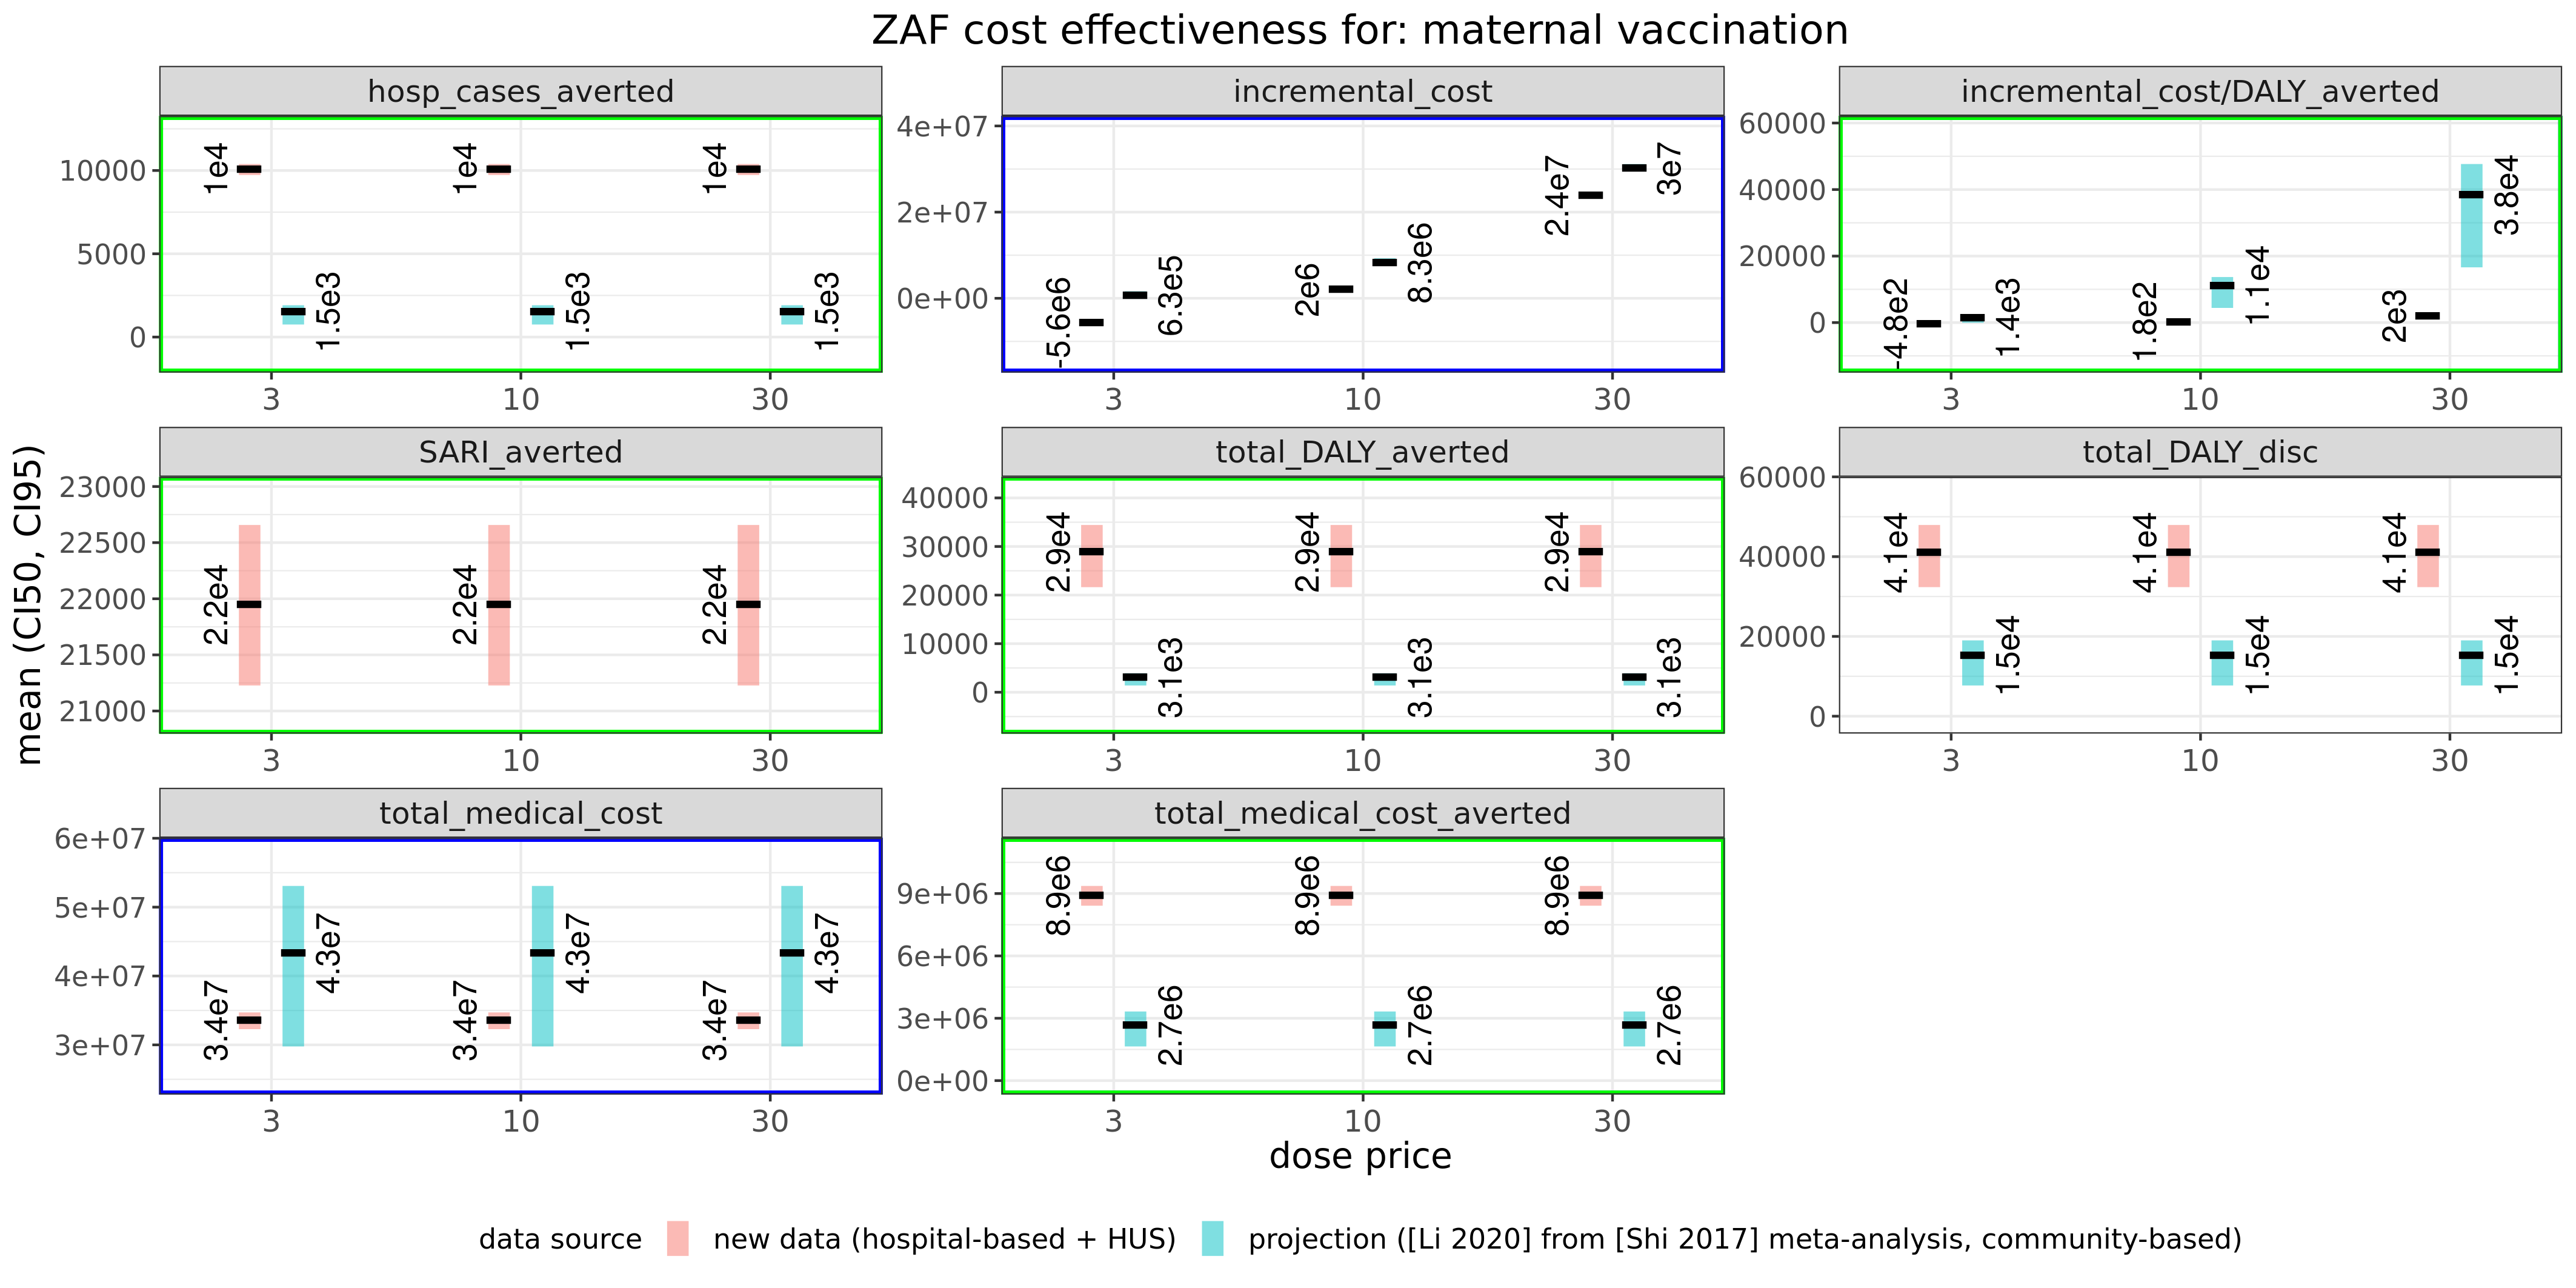 ZAF cost effectiveness for: maternal vaccination
hosp_cases_averted
10000
5000
0
1e4
1e4
1e4
1.5e3
1.5e3
1.5e3
3
10
30
incremental_cost
4e+07
2e+07
0e+00
-5.6e6
6.3e5
2e6
8.3e6
2.4e7
3e7
3
10
30
incremental_cost/DALY_averted
60000
40000
20000
0
-4.8e2
1.4e3
1.8e2
1.1e4
2e3
3.8e4
3
10
30
mean (CI50, CI95)
SARI_averted
23000
22500
22000
21500
21000
2.2e4
2.2e4
2.2e4
3
10
30
total_DALY_averted
40000
30000
20000
10000
0
2.9e4
2.9e4
2.9e4
3.1e3
3.1e3
3.1e3
3
10
30
total_DALY_disc
60000
40000
20000
0
4.1e4
4.1e4
4.1e4
1.5e4
1.5e4
1.5e4
3
10
30
total_medical_cost
6e+07
5e+07
4e+07
3e+07
3.4e7
4.3e7
3.4e7
4.3e7
3.4e7
4.3e7
3
10
30
total_medical_cost_averted
9e+06
6e+06
3e+06
0e+00
8.9e6
8.9e6
8.9e6
2.7e6
2.7e6
2.7e6
3
10
30
dose price
data source
new data (hospital-based + HUS)
projection ([Li 2020] from [Shi 2017] meta-analysis, community-based)